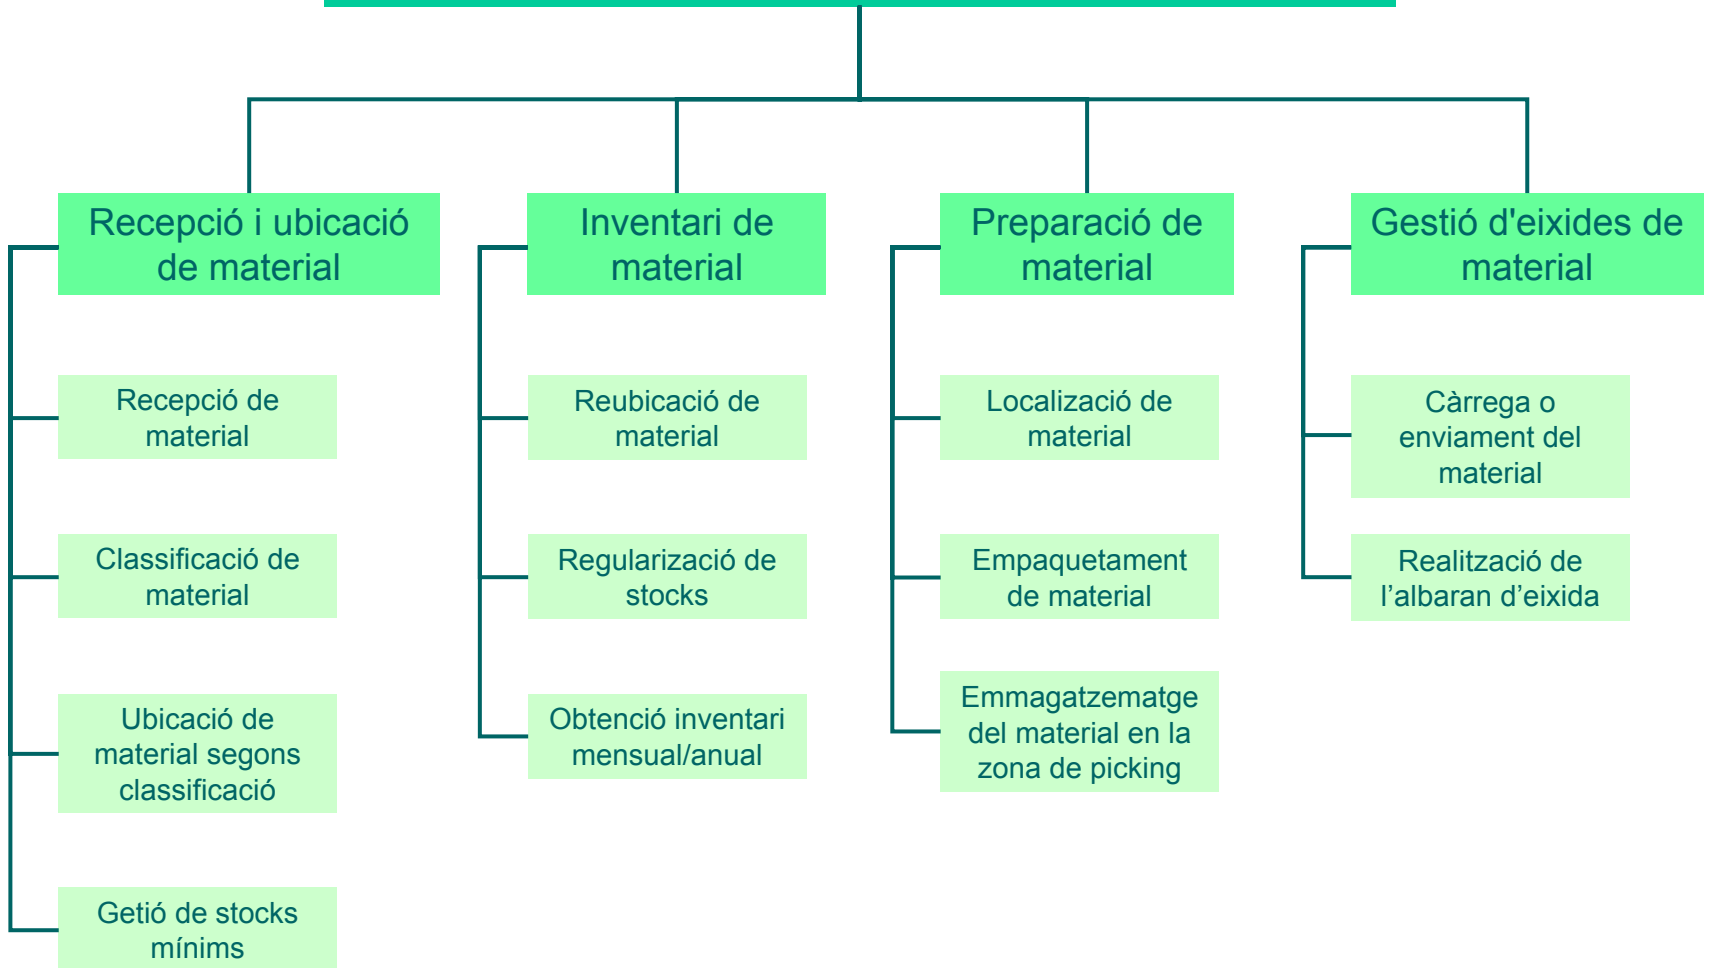 Recepció i ubicació
de material
Inventari de
material
Preparació de
material
Gestió d'eixides de
material
Recepció de
material
Classificació de
material
Ubicació de
material segons
classificació
Getió de stocks
mínims
Reubicació de
material
Regularizació de
stocks
Obtenció inventari
mensual/anual
Localizació de
material
Empaquetament
de material
Emmagatzematge
del material en la
zona de picking
Càrrega o
enviament del
material
Realització de
l’albaran d’eixida